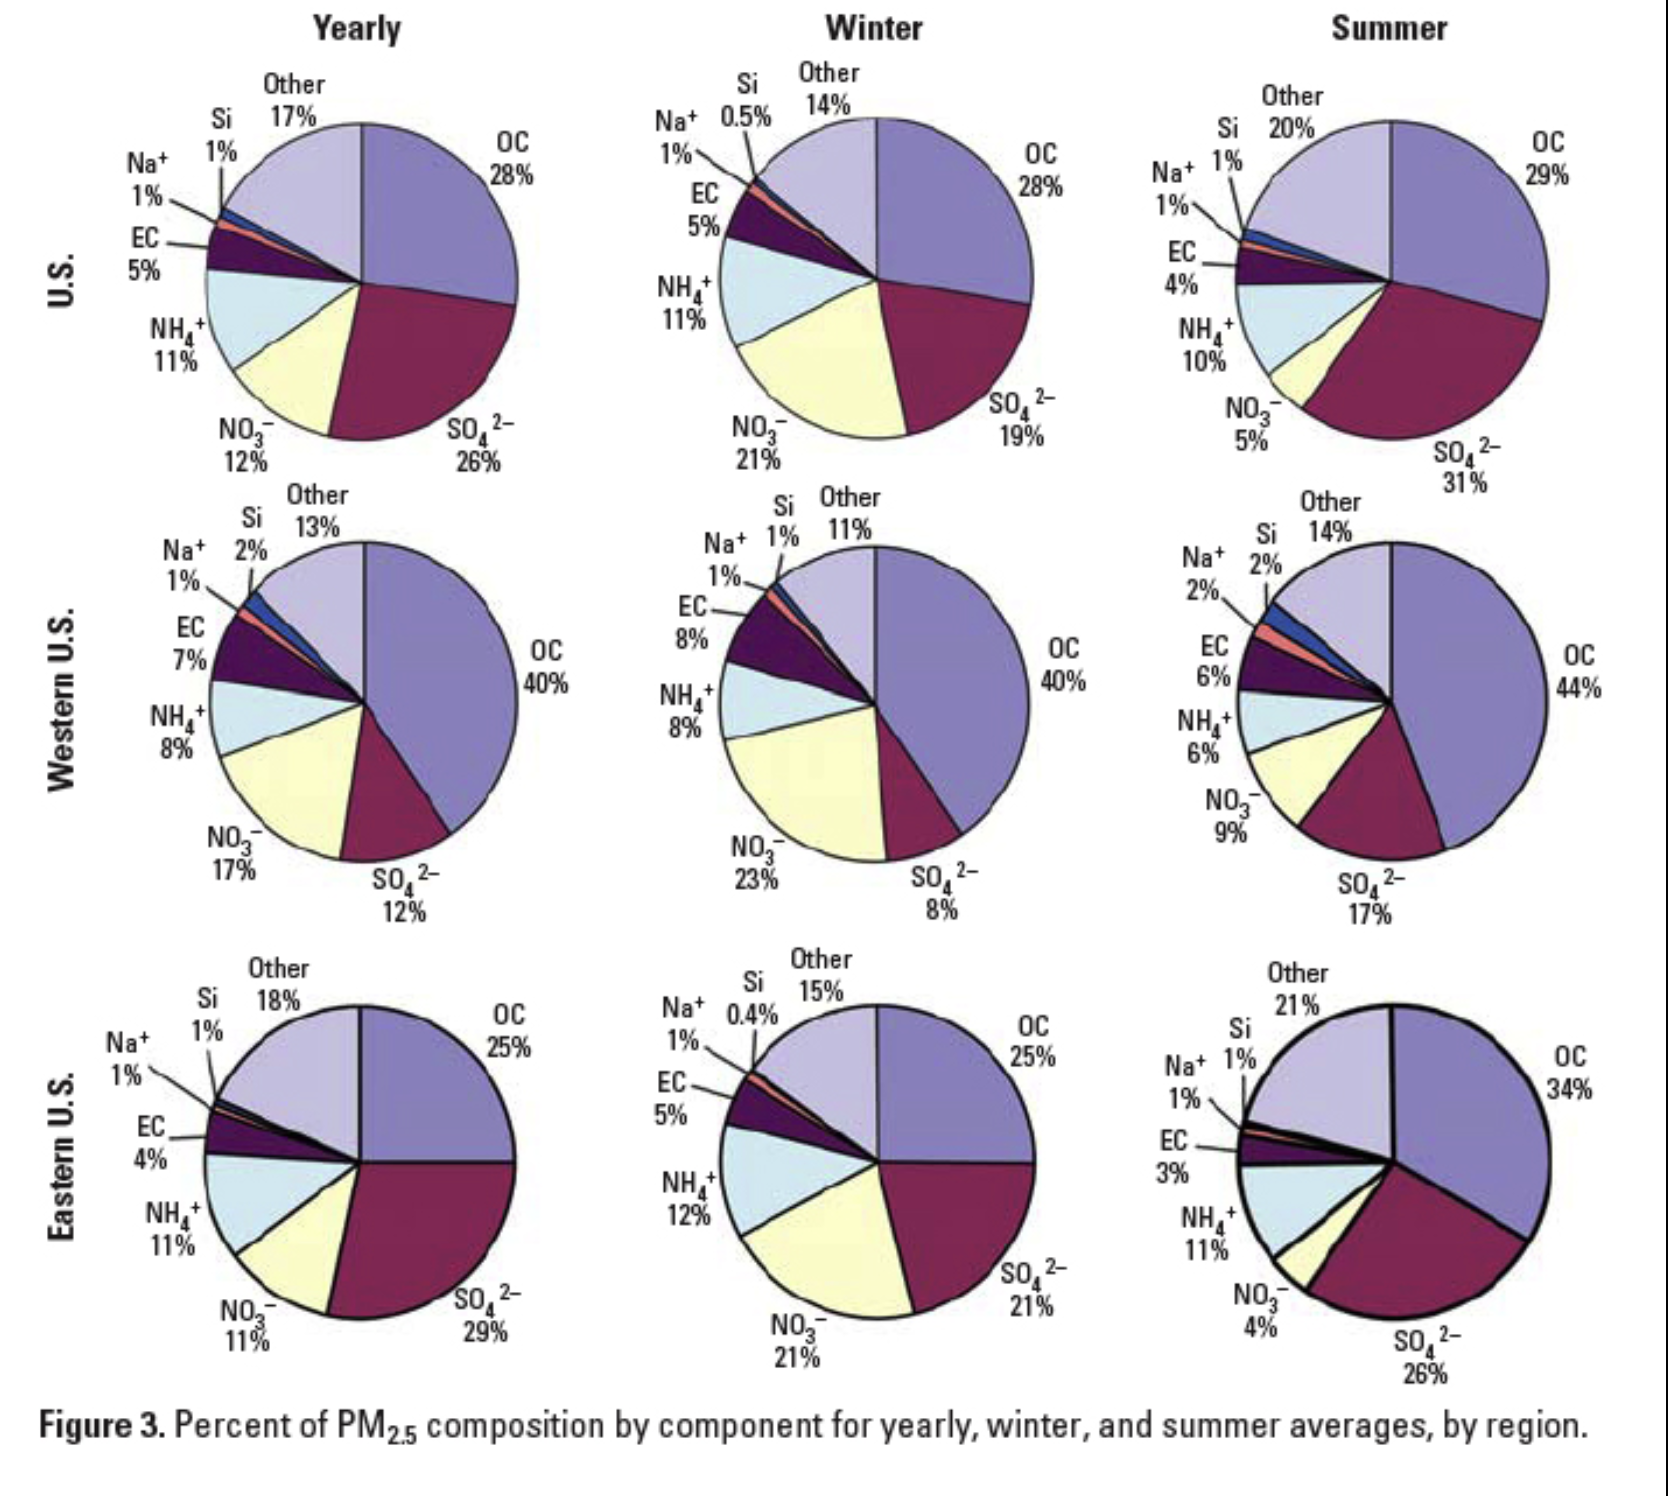 Yearly
Winter
Summer
U.S.
Other
17%
Si
1%
Na⁺
1%
EC
5%
NH₄⁺
11%
NO₃⁻
12%
SO₄²⁻
26%
OC
28%
Other
14%
Si
0.5%
Na⁺
1%
EC
5%
NH₄⁺
11%
NO₃⁻
21%
SO₄²⁻
19%
OC
28%
Other
20%
Si
1%
Na⁺
1%
EC
4%
NH₄⁺
10%
NO₃⁻
5%
SO₄²⁻
31%
OC
29%
Western U.S.
Other
13%
Si
2%
Na⁺
1%
EC
7%
NH₄⁺
8%
NO₃⁻
17%
SO₄²⁻
12%
OC
40%
Other
11%
Si
1%
Na⁺
1%
EC
8%
NH₄⁺
8%
NO₃⁻
23%
SO₄²⁻
8%
OC
40%
Other
14%
Si
2%
Na⁺
2%
EC
6%
NH₄⁺
6%
NO₃⁻
9%
SO₄²⁻
17%
OC
44%
Eastern U.S.
Other
18%
Si
1%
Na⁺
1%
EC
4%
NH₄⁺
11%
NO₃⁻
11%
SO₄²⁻
29%
OC
25%
Other
15%
Si
0.4%
Na⁺
1%
EC
5%
NH₄⁺
12%
NO₃⁻
21%
SO₄²⁻
21%
OC
25%
Other
21%
Si
1%
Na⁺
1%
EC
3%
NH₄⁺
11%
NO₃⁻
4%
SO₄²⁻
26%
OC
34%
Figure 3. Percent of PM₂.₅ composition by component for yearly, winter, and summer averages, by region.